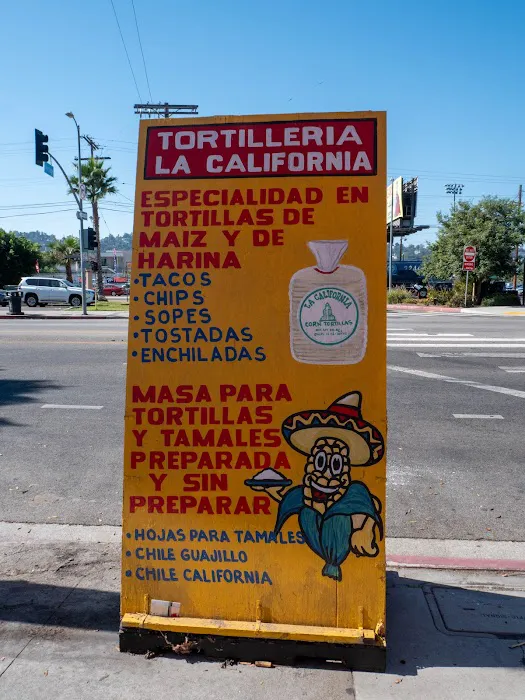 TORTILLERIA
LA CALIFORNIA
ESPECIALIDAD EN
TORTILLAS DE
MAIZ Y DE
HARINA
• TACOS
• CHIPS
• SOPES
• TOSTADAS
• ENCHILADAS
LA CALIFORNIA
CORN TORTILLAS
MASA PARA
TORTILLAS
Y TAMALES
PREPARADA
Y SIN
PREPARAR
• HOJAS PARA TAMALES
• CHILE GUAJILLO
• CHILE CALIFORNIA